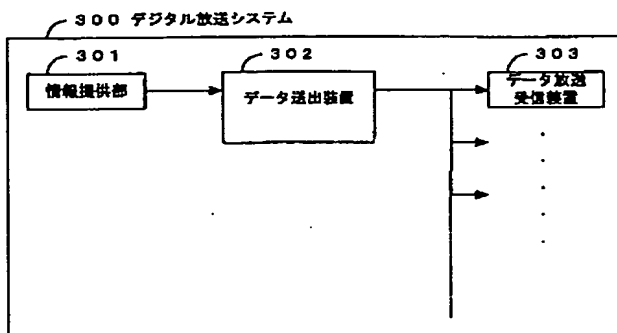 300 デジタル放送システム
301
302
303
情報提供部
データ送出装置
データ放送
受信装置